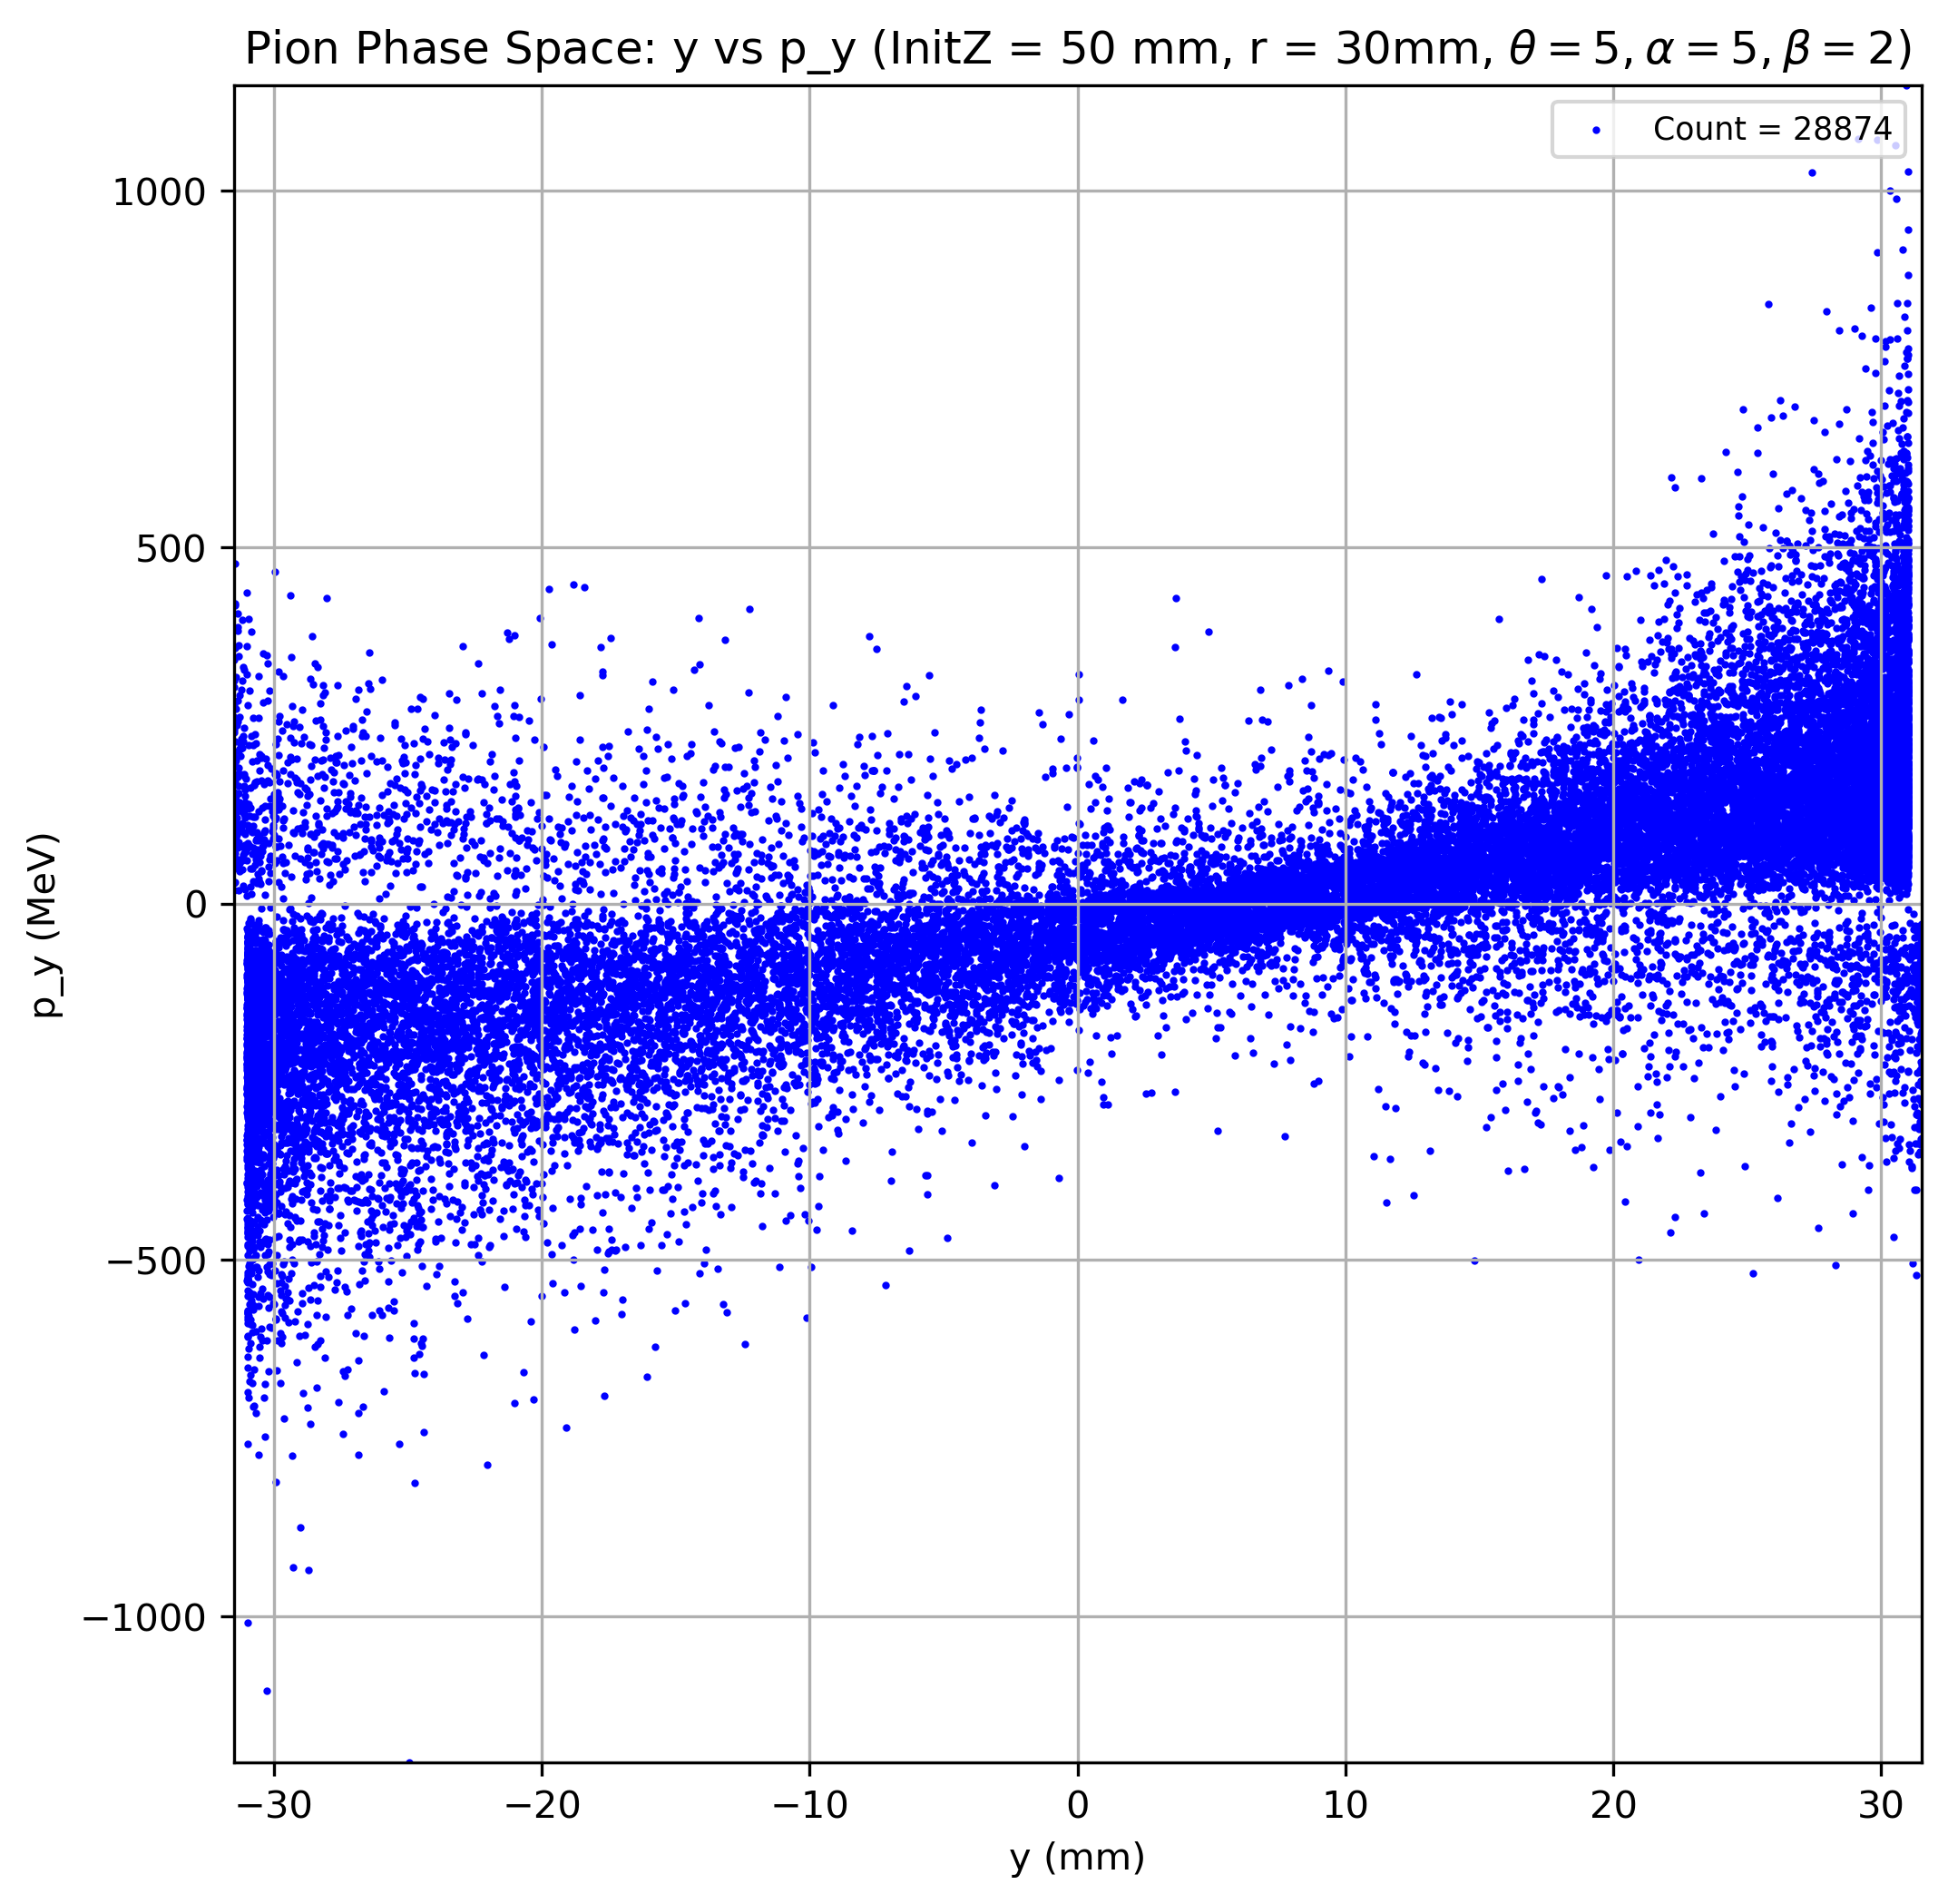 Pion Phase Space: y vs p_y (InitZ = 50 mm, r = 30mm, θ = 5, α = 5, β = 2)
Count = 28874
1000
500
0
−500
−1000
p_y (MeV)
−30 −20 −10 0 10 20 30
y (mm)